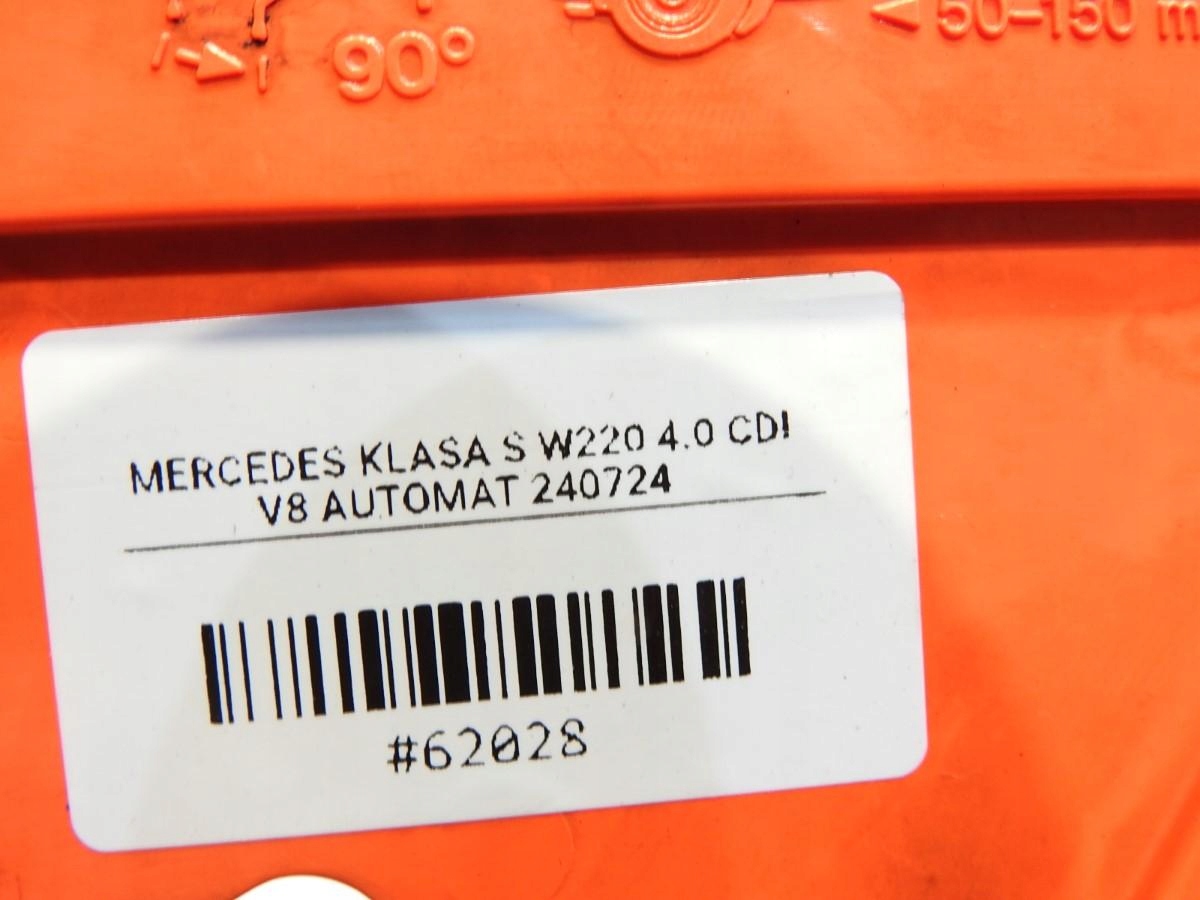 90°
50–150 m
MERCEDES KLASA S W220 4.0 CDI
V8 AUTOMAT 240724
#62028